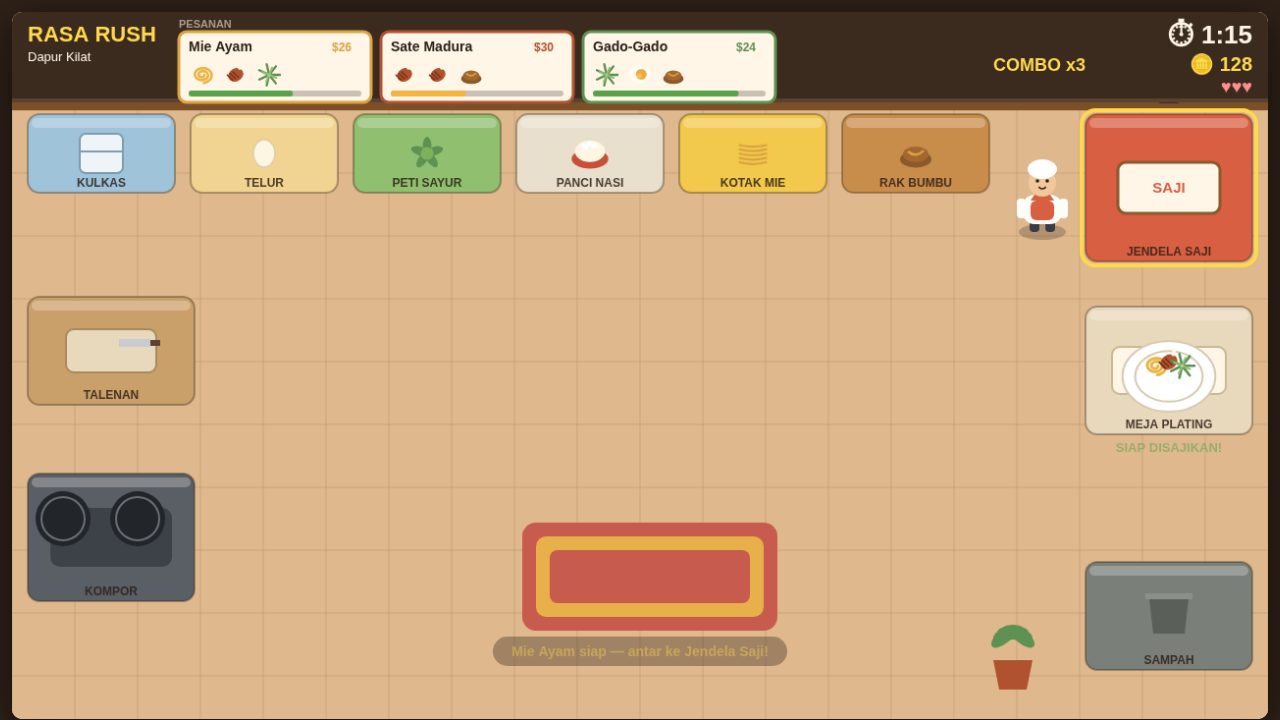 RASA RUSH
Dapur Kilat
PESANAN
Mie Ayam $26
Sate Madura $30
Gado-Gado $24
COMBO x3
1:15
128
KULKAS
TELUR
PETI SAYUR
PANCI NASI
KOTAK MIE
RAK BUMBU
SAJI
JENDELA SAJI
TALENAN
MEJA PLATING
SIAP DISAJIKAN!
KOMPOR
Mie Ayam siap — antar ke Jendela Saji!
SAMPAH